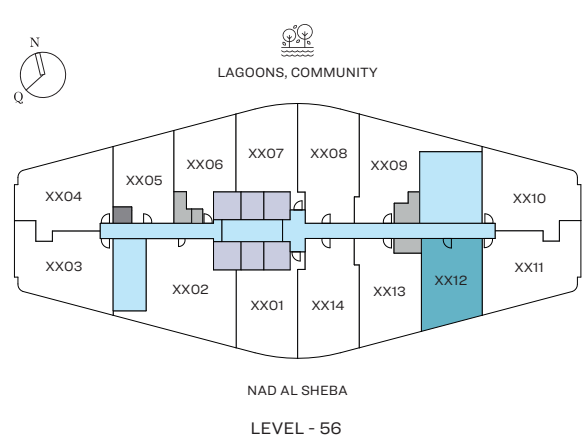 N
Q
LAGOONS, COMMUNITY
XX07
XX08
XX06
XX09
XX05
XX04
XX10
XX03
XX11
XX12
XX02
XX13
XX01
XX14
NAD AL SHEBA
LEVEL - 56